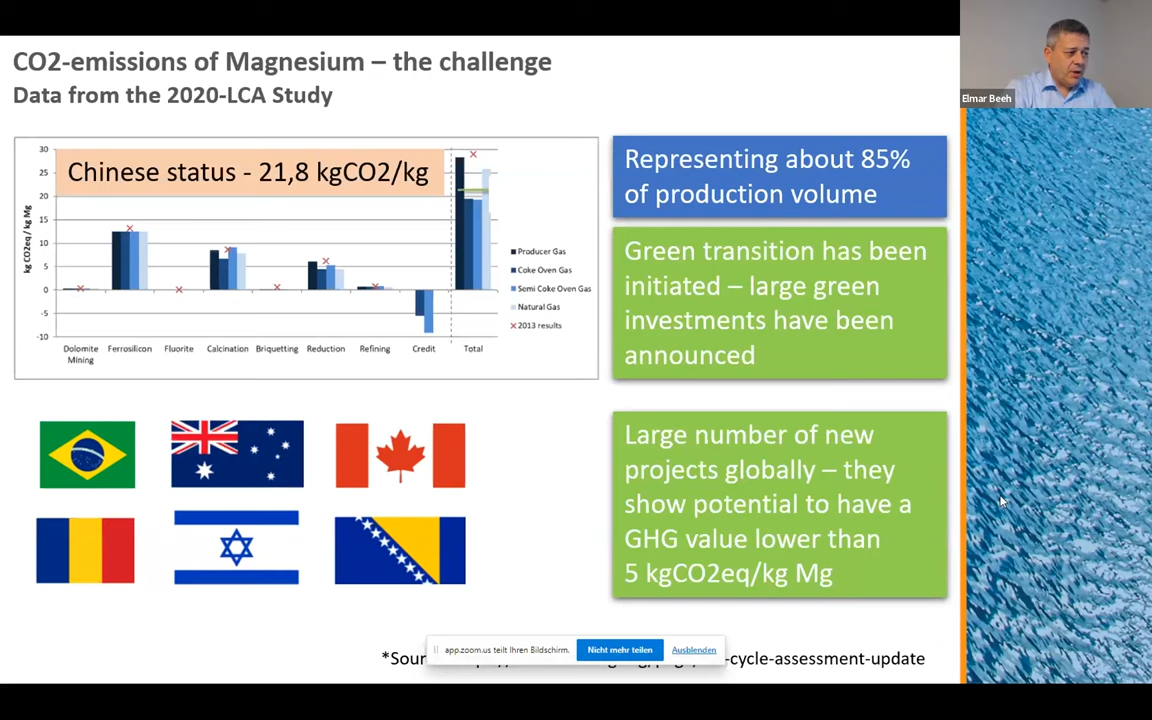 CO2-emissions of Magnesium – the challenge
Data from the 2020-LCA Study
Elmar Beeh
Chinese status - 21,8 kgCO2/kg
kg CO2eq / kg Mg
30
25
20
15
10
5
0
-5
-10
Dolomite
Mining
Ferrosilicon
Fluorite
Calcination
Briquetting
Reduction
Refining
Credit
Total
Producer Gas
Coke Oven Gas
Semi Coke Oven Gas
Natural Gas
2013 results
Representing about 85%
of production volume
Green transition has been
initiated – large green
investments have been
announced
Large number of new
projects globally – they
show potential to have a
GHG value lower than
5 kgCO2eq/kg Mg
app.zoom.us teilt Ihren Bildschirm.
Nicht mehr teilen
Ausblenden
-cycle-assessment-update